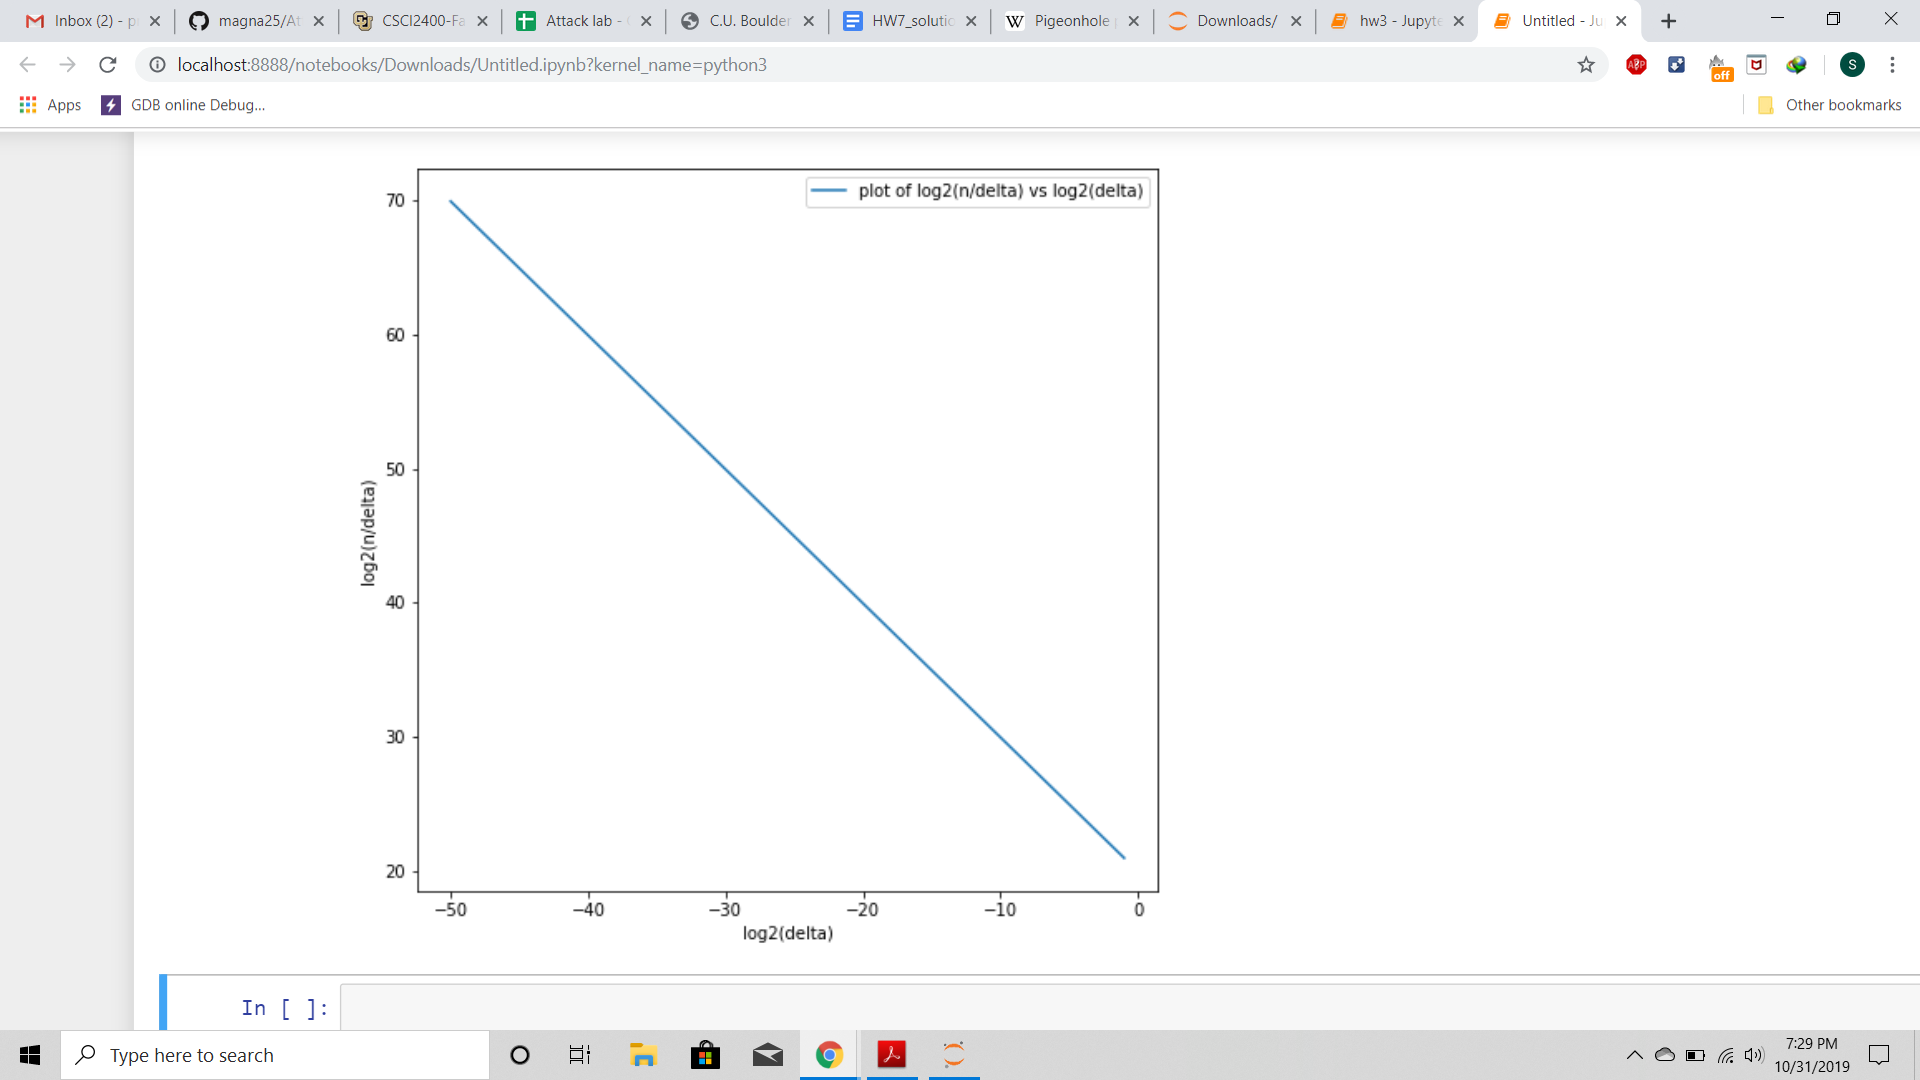 Inbox (2) - p
magna25/At
CSCI2400-Fa
Attack lab -
C.U. Boulder
HW7_solutio
Pigeonhole
Downloads/
hw3 - Jupyte
Untitled - Ju
localhost:8888/notebooks/Downloads/Untitled.ipynb?kernel_name=python3
ABP
off
S
Apps
GDB online Debug...
Other bookmarks
plot of log2(n/delta) vs log2(delta)
70
60
50
40
30
20
log2(n/delta)
−50 −40 −30 −20 −10 0
log2(delta)
In [ ]:
Type here to search
7:29 PM
10/31/2019